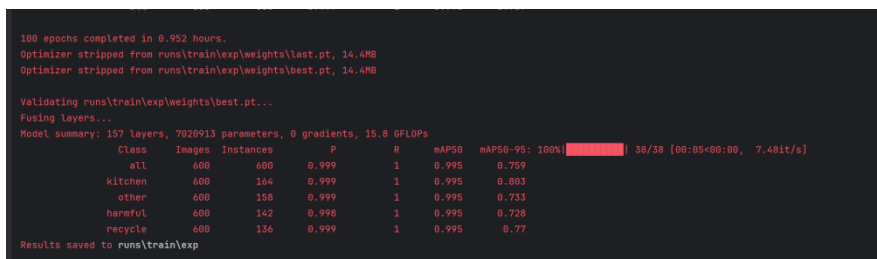 100 epochs completed in 0.952 hours.
Optimizer stripped from runs\train\exp\weights\last.pt, 14.4MB
Optimizer stripped from runs\train\exp\weights\best.pt, 14.4MB
Validating runs\train\exp\weights\best.pt...
Fusing layers...
Model summary: 157 layers, 7020913 parameters, 0 gradients, 15.8 GFLOPs
Class Images Instances P R mAP50 mAP50-95: 100%|██████████| 38/38 [00:05<00:00, 7.48it/s]
all 600 600 0.999 1 0.995 0.759
kitchen 600 164 0.999 1 0.995 0.803
other 600 158 0.999 1 0.995 0.733
harmful 600 142 0.998 1 0.995 0.728
recycle 600 136 0.999 1 0.995 0.77
Results saved to runs\train\exp